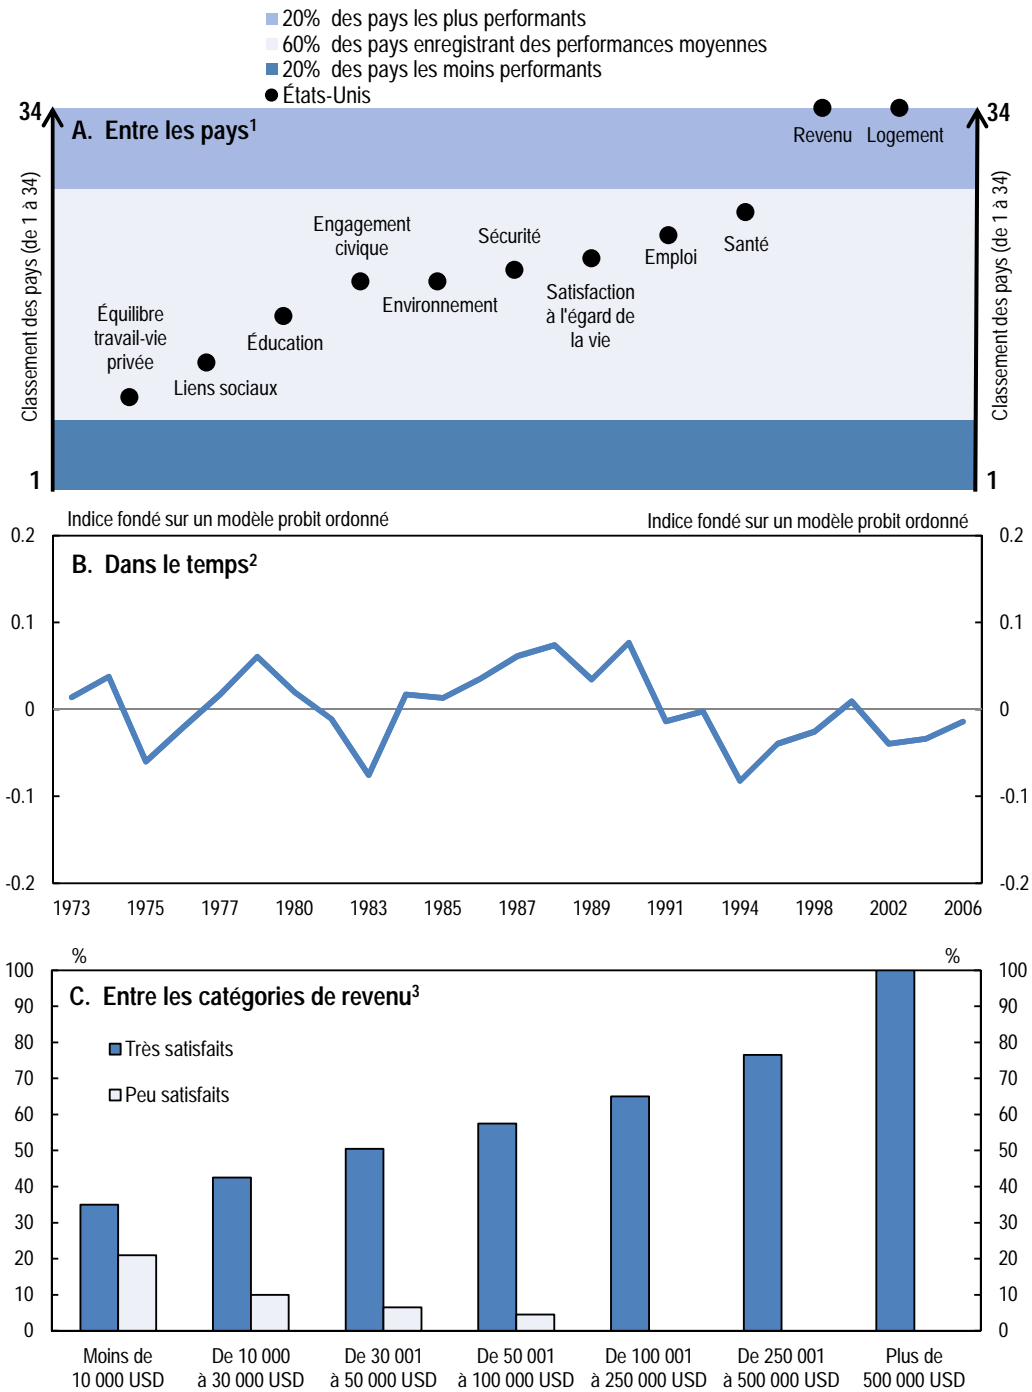 20% des pays les plus performants
60% des pays enregistrant des performances moyennes
20% des pays les moins performants
États-Unis
34
34
A. Entre les pays¹
Revenu Logement
Engagement
civique
Sécurité
Santé
Emploi
Environnement
Satisfaction
à l'égard de
la vie
Équilibre
travail-vie
privée
Éducation
Liens sociaux
Classement des pays (de 1 à 34)
Classement des pays (de 1 à 34)
1
1
Indice fondé sur un modèle probit ordonné
Indice fondé sur un modèle probit ordonné
0.2
0.2
B. Dans le temps²
0.1
0.1
0
0
-0.1
-0.1
-0.2
-0.2
1973 1975 1977 1980 1983 1985 1987 1989 1991 1994 1998 2002 2006
%
%
100
100
C. Entre les catégories de revenu³
90
90
80
80
Très satisfaits
70
70
Peu satisfaits
60
60
50
50
40
40
30
30
20
20
10
10
0
0
Moins de
10 000 USD
De 10 000
à 30 000 USD
De 30 001
à 50 000 USD
De 50 001
à 100 000 USD
De 100 001
à 250 000 USD
De 250 001
à 500 000 USD
Plus de
500 000 USD